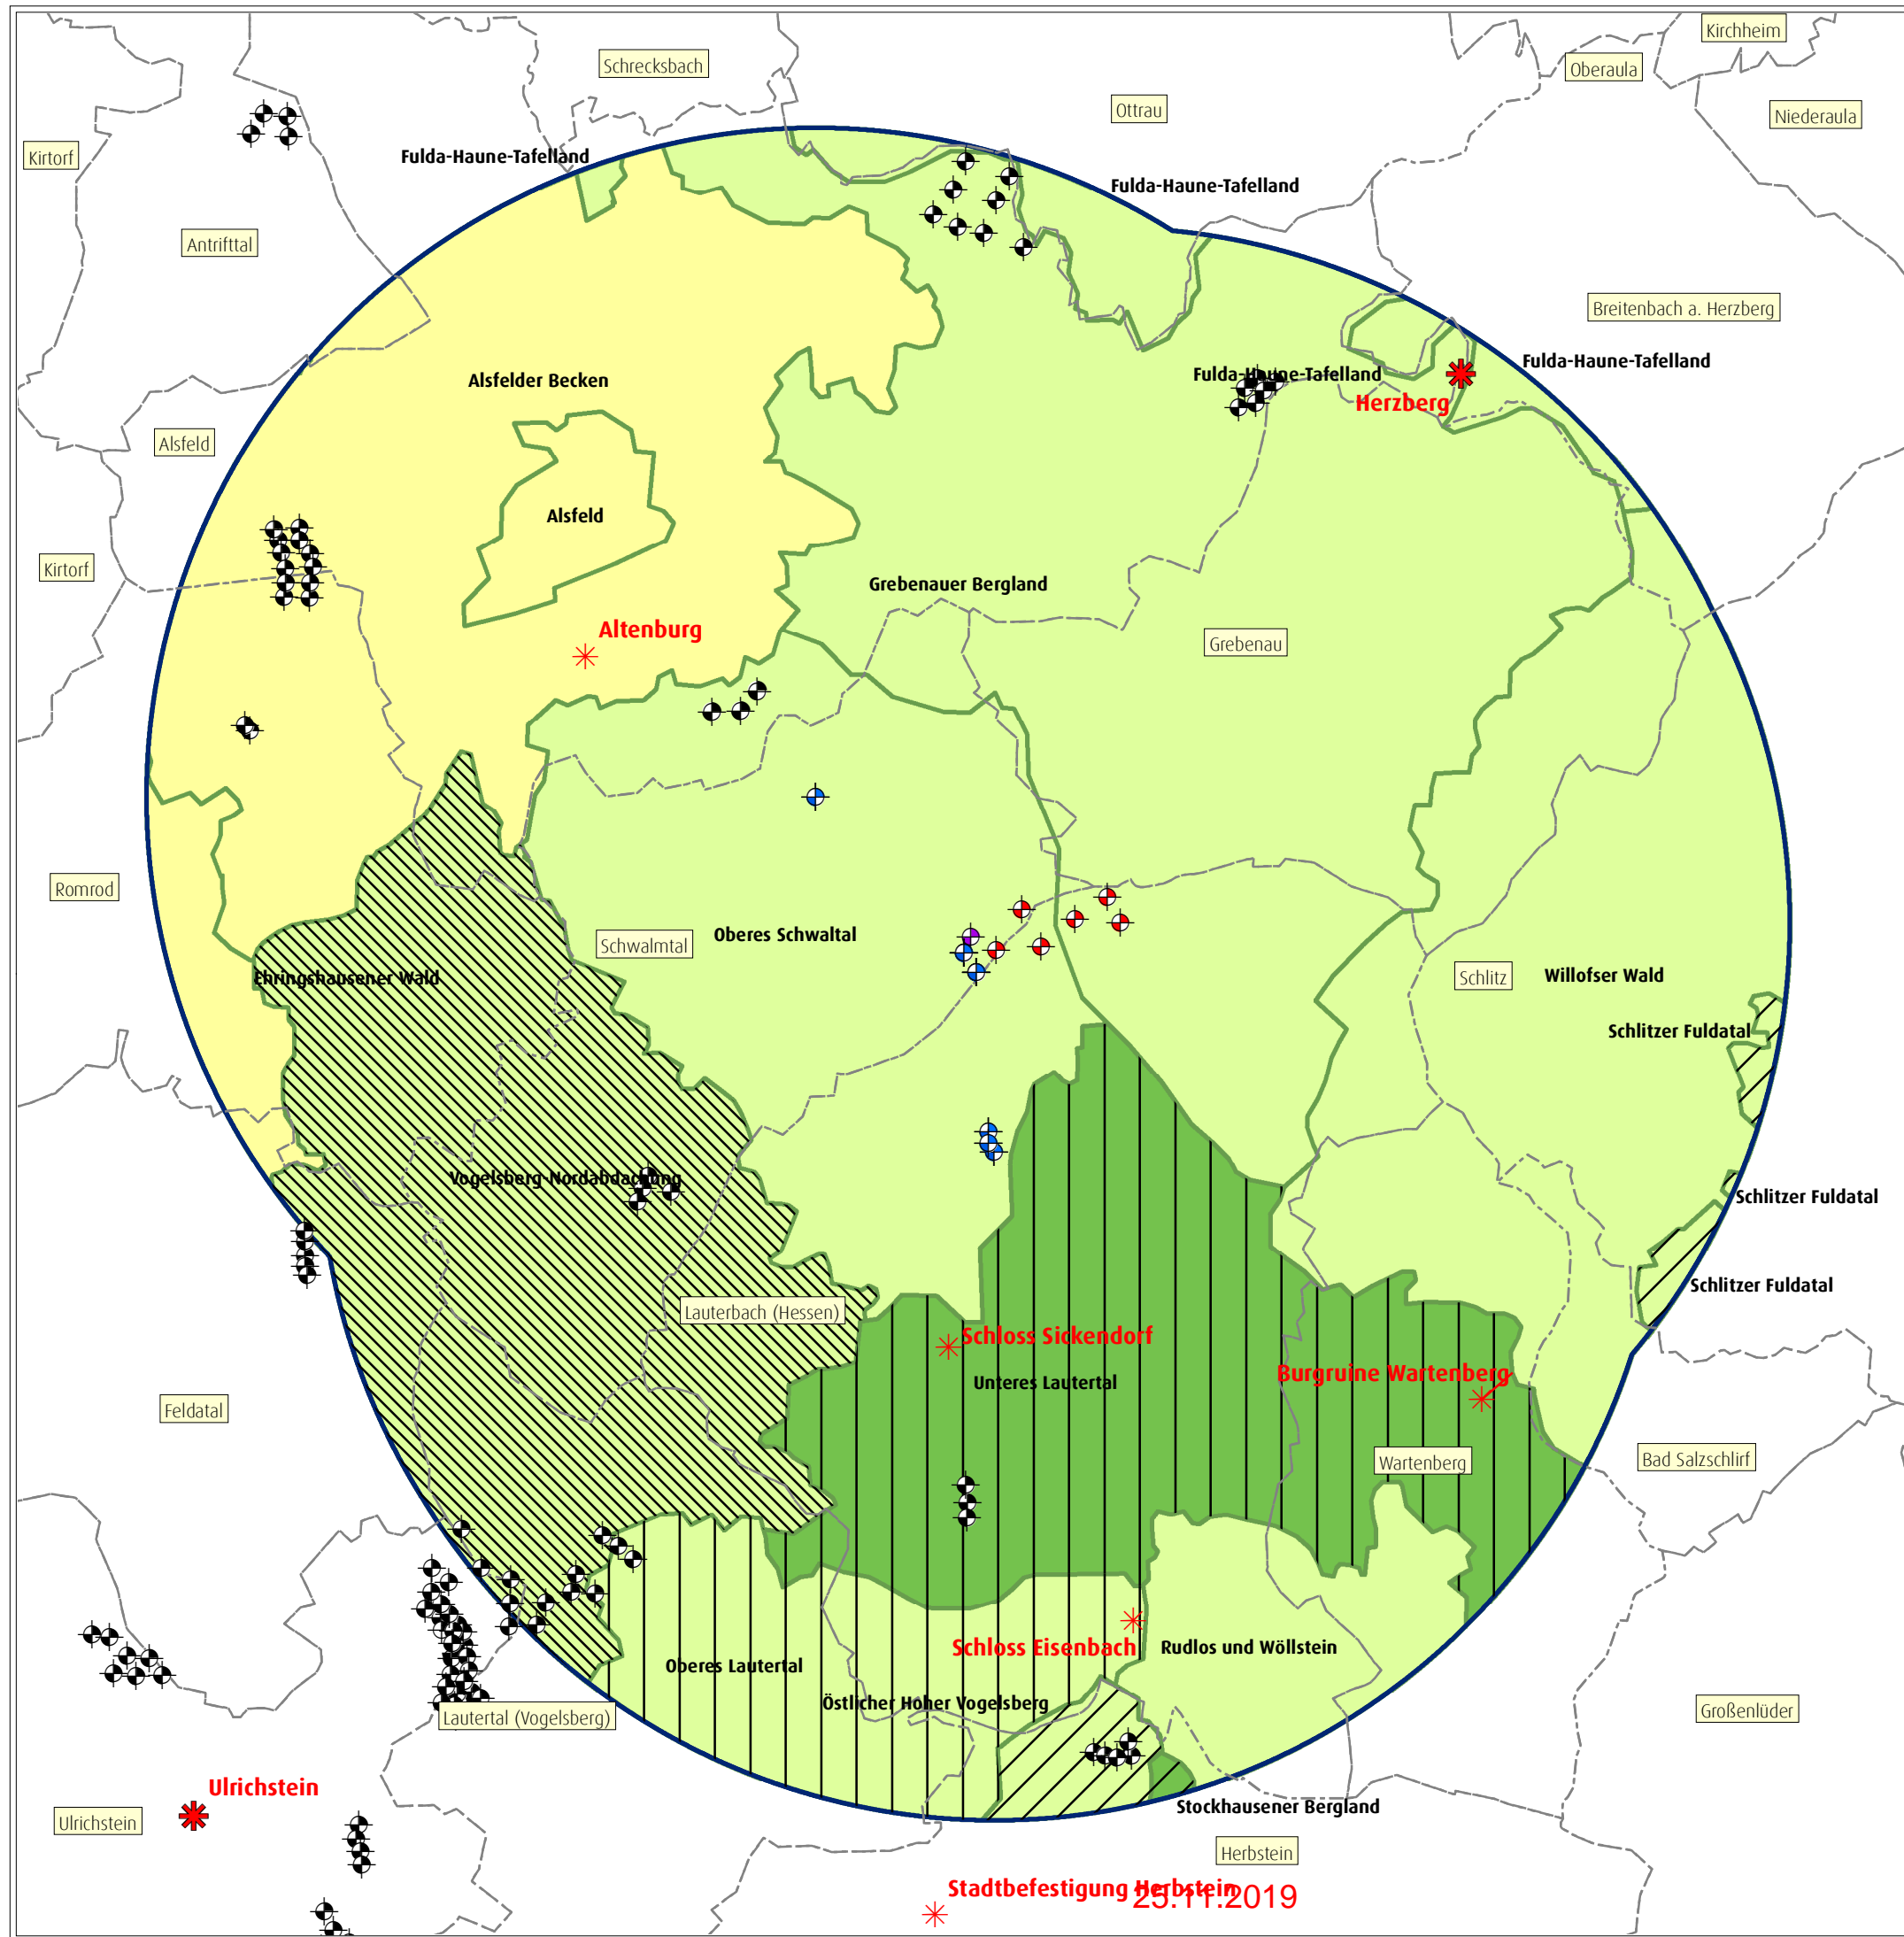 Kirchheim
Schrecksbach
Oberaula
Ottrau
Niederaula
Kirtorf
Fulda-Haune-Tafelland
Fulda-Haune-Tafelland
Antrifttal
Breitenbach a. Herzberg
Fulda-Haune-Tafelland
Fulda-Haune-Tafelland
Alsfelder Becken
Herzberg
Alsfeld
Alsfeld
Kirtorf
Grebenauer Bergland
Altenburg
Grebenau
Romrod
Oberes Schwaltal
Schwalmtal
Ehringshausener Wald
Schlitz
Willofser Wald
Schlitzer Fuldatal
Vogelsberg-Nordabdachung
Schlitzer Fuldatal
Schlitzer Fuldatal
Lauterbach (Hessen)
Schloss Sickendorf
Burgruine Wartenberg
Unteres Lautertal
Feldatal
Wartenberg
Bad Salzschlirf
Schloss Eisenbach
Rudlos und Wöllstein
Oberes Lautertal
Östlicher Hoher Vogelsberg
Lautertal (Vogelsberg)
Großenlüder
Ulrichstein
Stockhausener Bergland
Ulrichstein
Herbstein
Stadtbefestigung Herbstein
25.11.2019